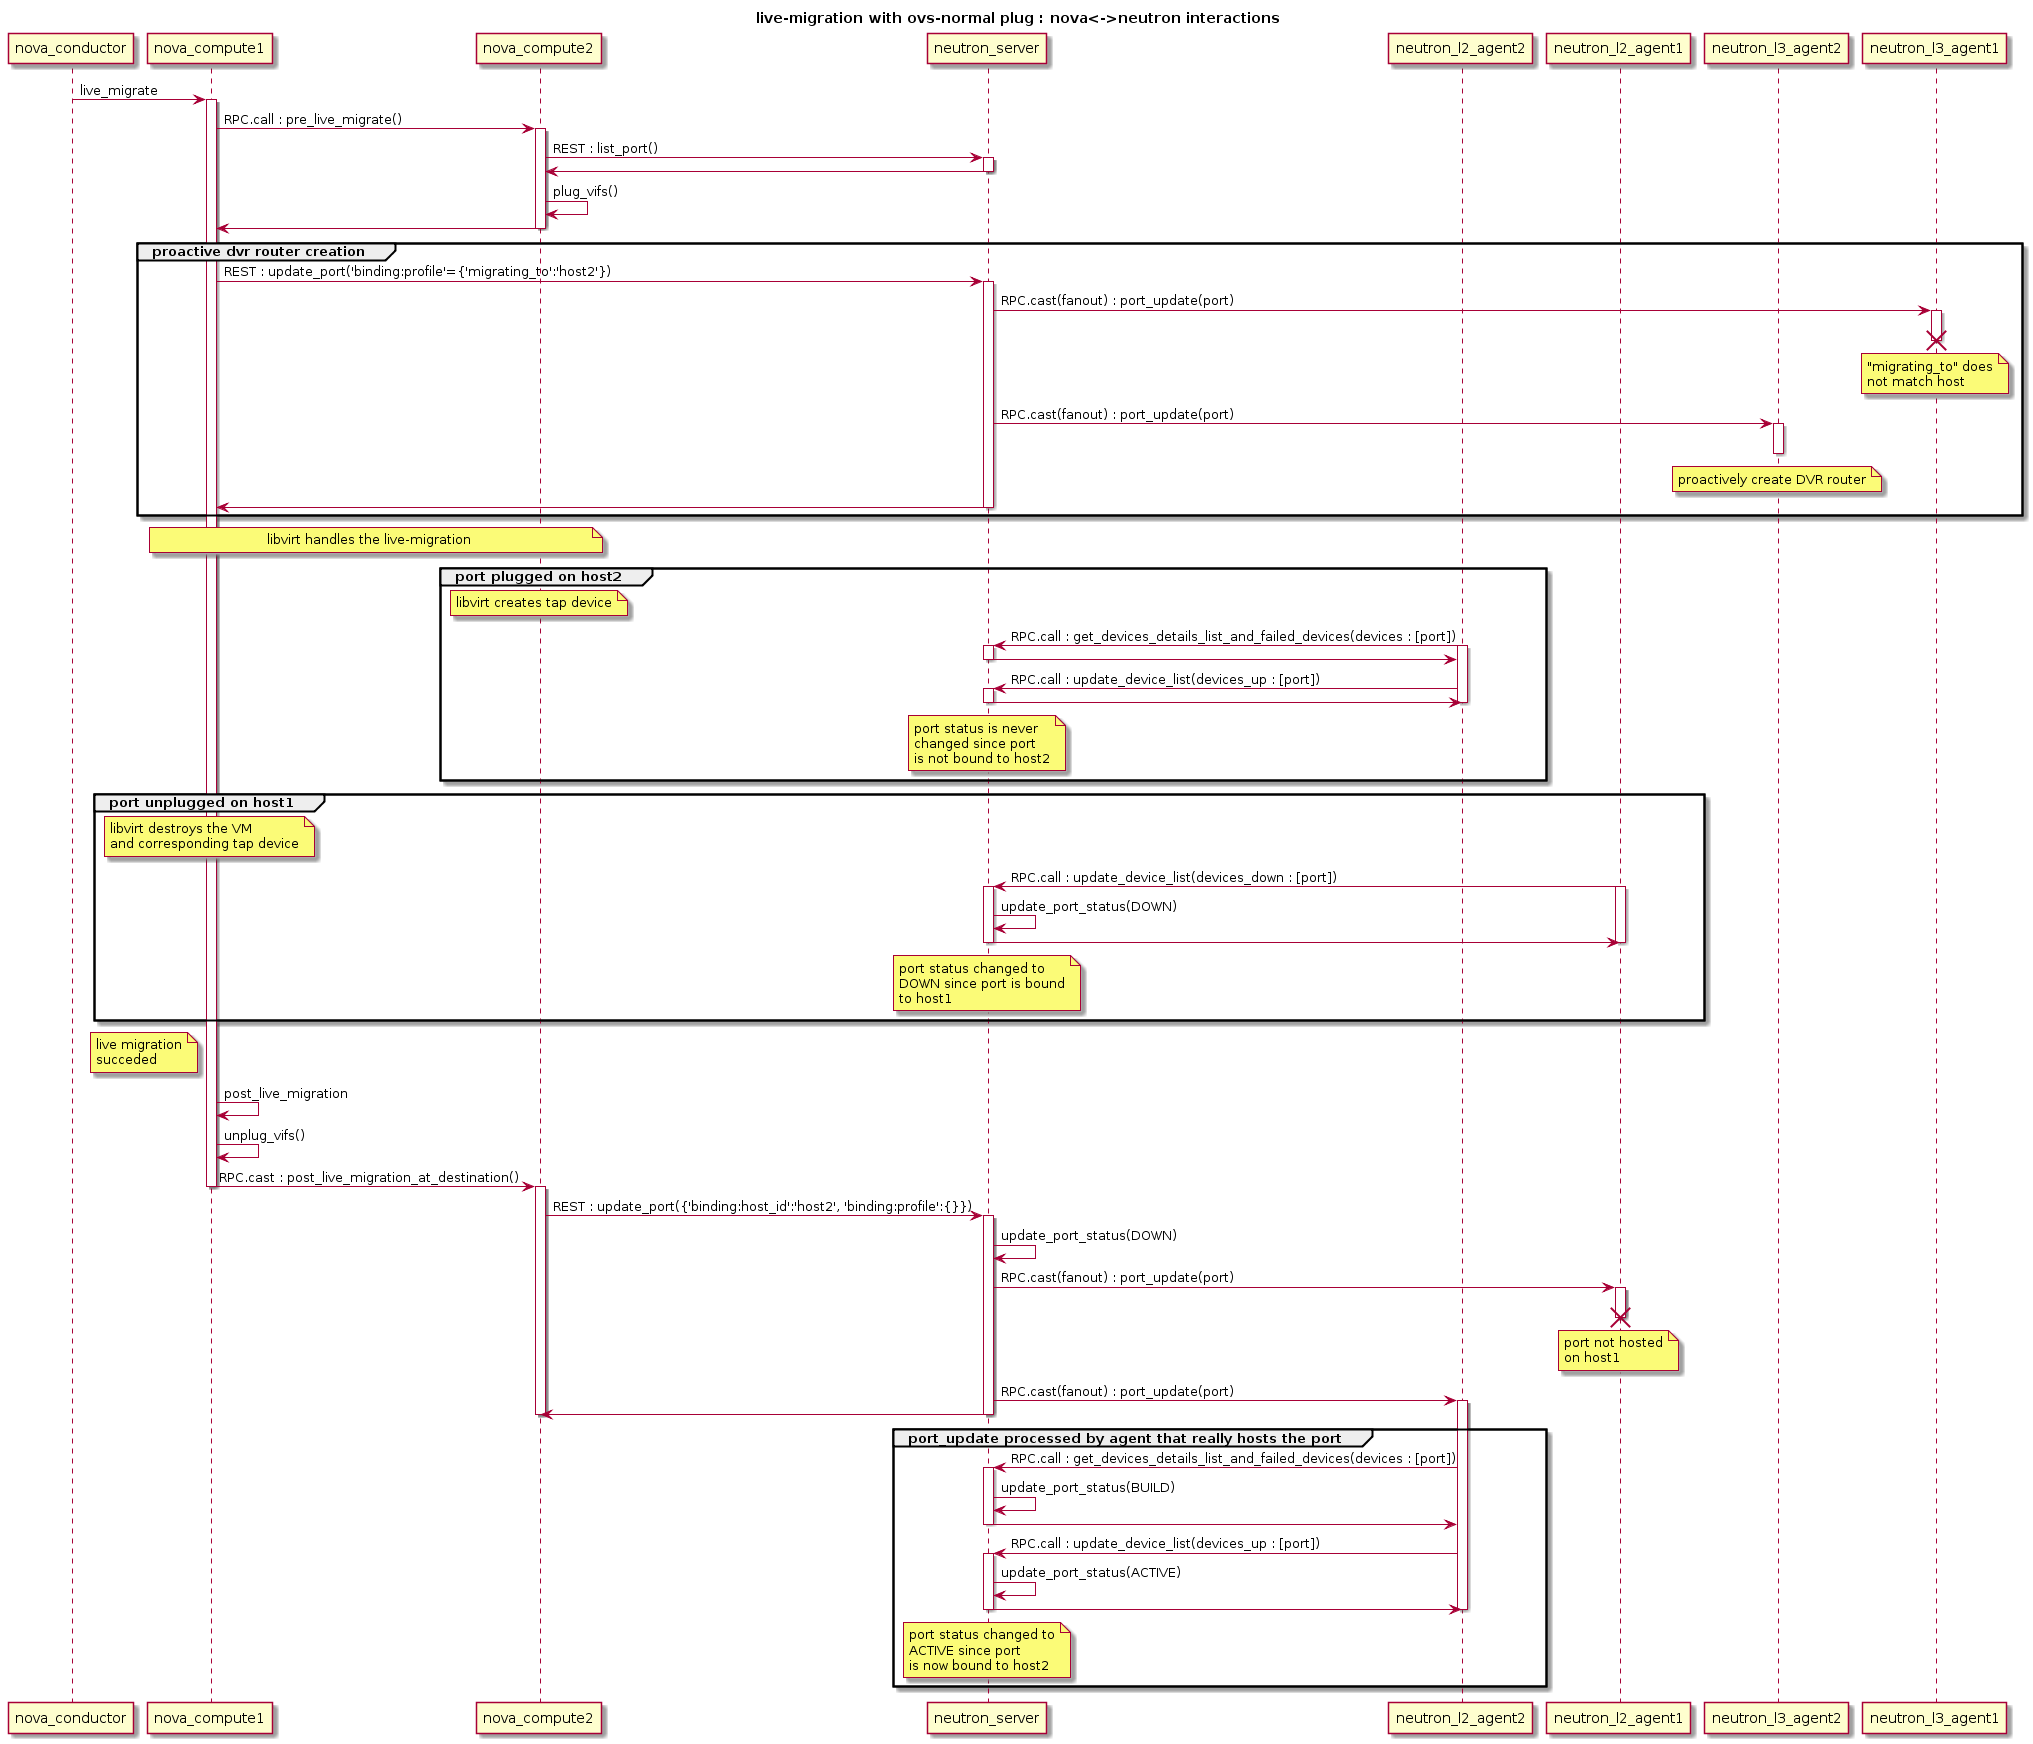 live-migration with ovs-normal plug : nova<->neutron interactions
nova_conductor
nova_compute1
nova_compute2
neutron_server
neutron_l2_agent2
neutron_l2_agent1
neutron_l3_agent2
neutron_l3_agent1
live_migrate
RPC.call : pre_live_migrate()
REST : list_port()
plug_vifs()
proactive dvr router creation
REST : update_port('binding:profile'={'migrating_to':'host2'})
RPC.cast(fanout) : port_update(port)
"migrating_to" does
not match host
RPC.cast(fanout) : port_update(port)
proactively create DVR router
libvirt handles the live-migration
port plugged on host2
libvirt creates tap device
RPC.call : get_devices_details_list_and_failed_devices(devices : [port])
RPC.call : update_device_list(devices_up : [port])
port status is never
changed since port
is not bound to host2
port unplugged on host1
libvirt destroys the VM
and corresponding tap device
RPC.call : update_device_list(devices_down : [port])
update_port_status(DOWN)
port status changed to
DOWN since port is bound
to host1
live migration
succeded
post_live_migration
unplug_vifs()
RPC.cast : post_live_migration_at_destination()
REST : update_port({'binding:host_id':'host2', 'binding:profile':{}})
update_port_status(DOWN)
RPC.cast(fanout) : port_update(port)
port not hosted
on host1
RPC.cast(fanout) : port_update(port)
port_update processed by agent that really hosts the port
RPC.call : get_devices_details_list_and_failed_devices(devices : [port])
update_port_status(BUILD)
RPC.call : update_device_list(devices_up : [port])
update_port_status(ACTIVE)
port status changed to
ACTIVE since port
is now bound to host2
nova_conductor
nova_compute1
nova_compute2
neutron_server
neutron_l2_agent2
neutron_l2_agent1
neutron_l3_agent2
neutron_l3_agent1